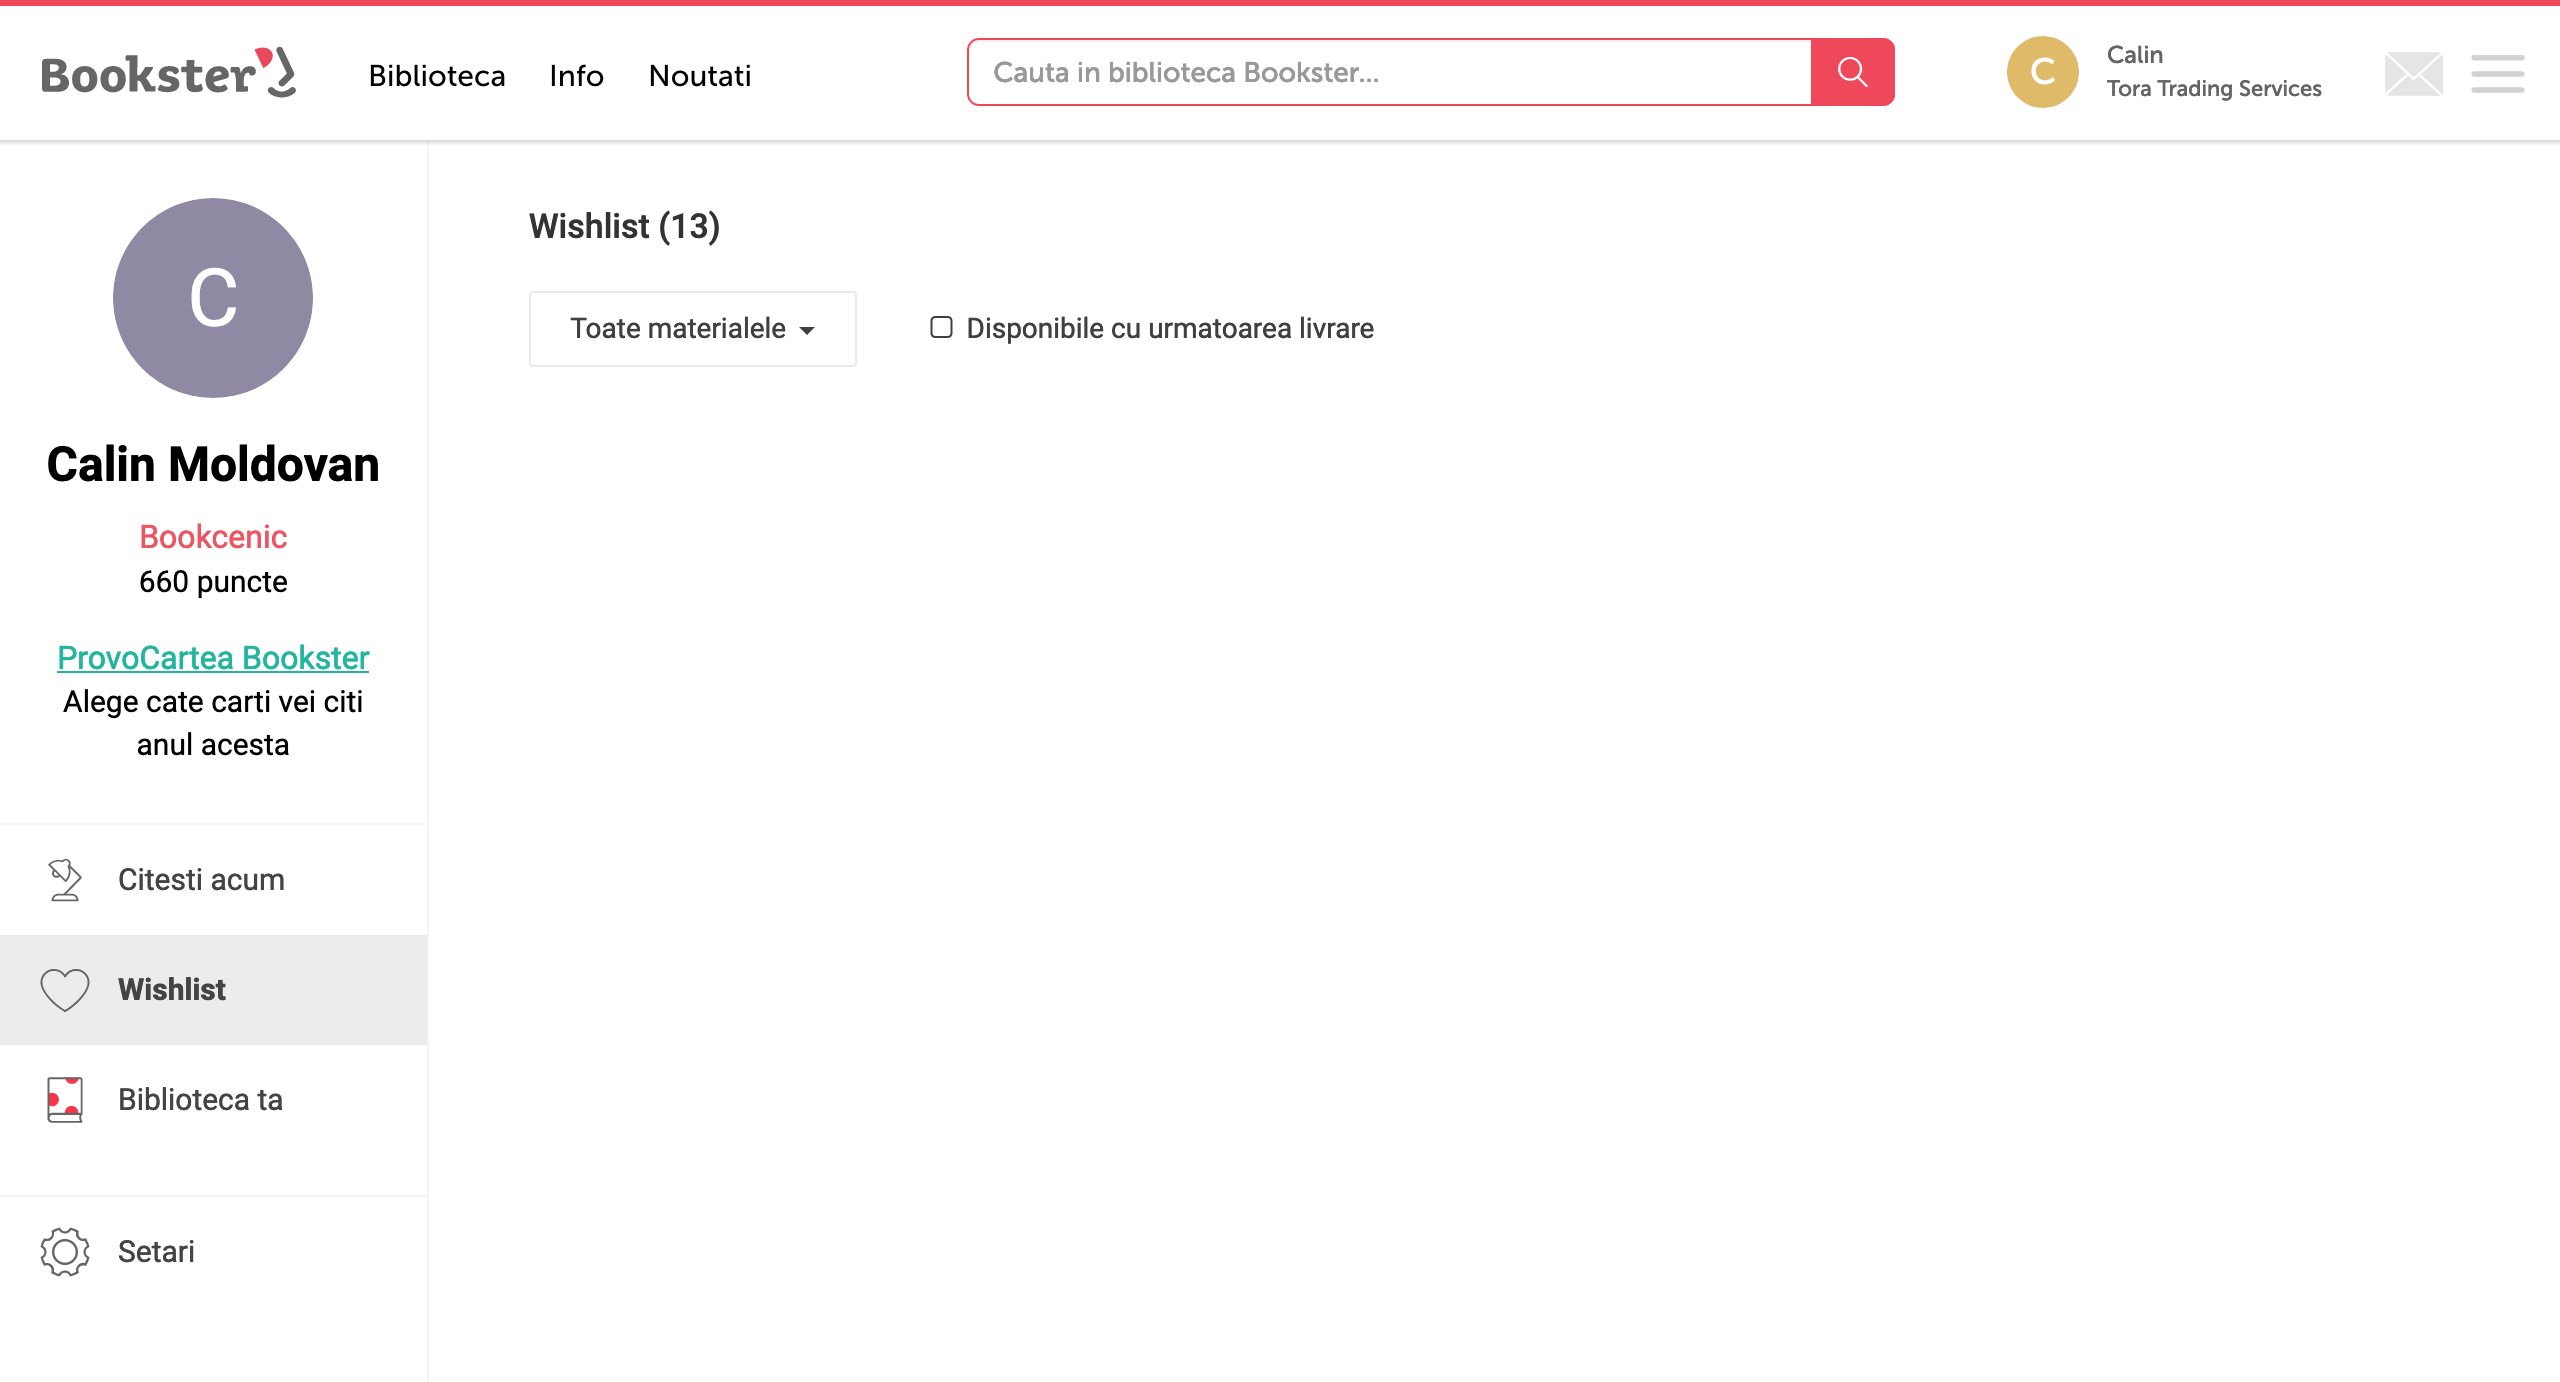 Bookster
Biblioteca
Info
Noutati
Cauta in biblioteca Bookster...
C
Calin
Tora Trading Services
C
Calin Moldovan
Bookcenic
660 puncte
ProvoCartea Bookster
Alege cate carti vei citi
anul acesta
Citesti acum
Wishlist
Biblioteca ta
Setari
Wishlist (13)
Toate materialele
Disponibile cu urmatoarea livrare